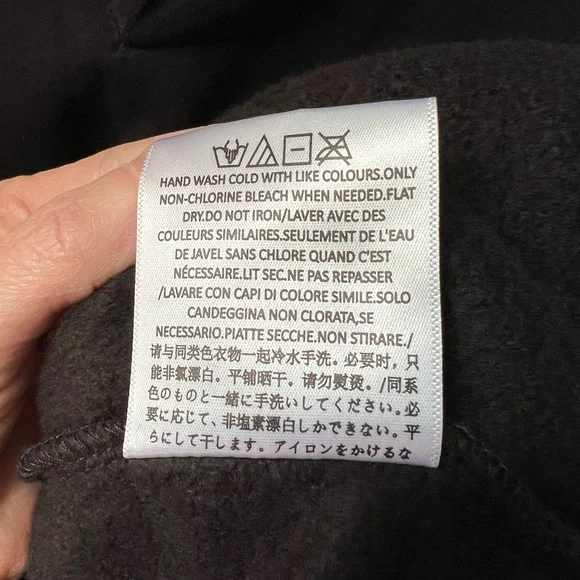 HAND WASH COLD WITH LIKE COLOURS.ONLY
NON-CHLORINE BLEACH WHEN NEEDED.FLAT
DRY.DO NOT IRON/LAVER AVEC DES
COULEURS SIMILAIRES.SEULEMENT DE L'EAU
DE JAVEL SANS CHLORE QUAND C'EST
NÉCESSAIRE.LIT SEC.NE PAS REPASSER
/LAVARE CON CAPI DI COLORE SIMILE.SOLO
CANDEGGINA NON CLORATA,SE
NECESSARIO.PIATTE SECCHE.NON STIRARE./
请与同类色衣物一起冷水手洗。必要时，只
能非氯漂白。平铺晒干。请勿熨烫。/同系
色のものと一緒に手洗いしてください。必
要に応じて、非塩素漂白しかできない。平
らにして干します。アイロンをかけるな